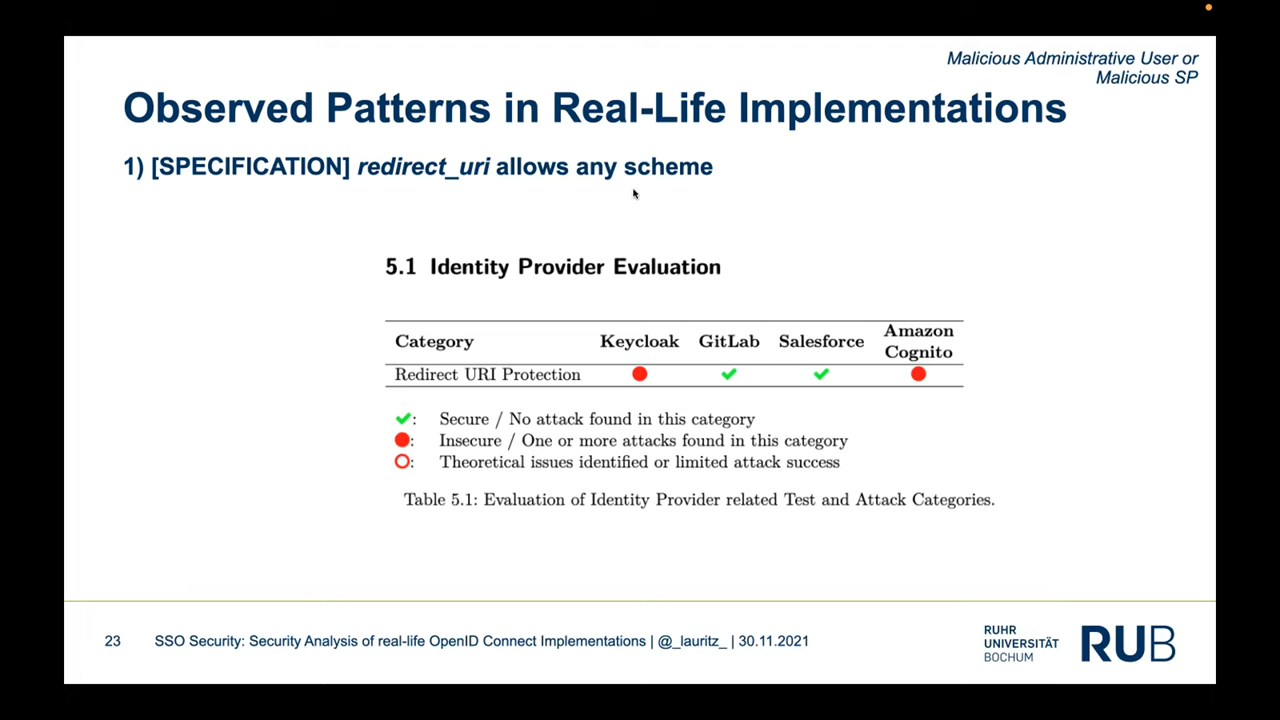 Malicious Administrative User or
Malicious SP
Observed Patterns in Real-Life Implementations
1) [SPECIFICATION] redirect_uri allows any scheme
5.1 Identity Provider Evaluation
Category Keycloak GitLab Salesforce Amazon Cognito
Redirect URI Protection
✔: Secure / No attack found in this category
●: Insecure / One or more attacks found in this category
○: Theoretical issues identified or limited attack success
Table 5.1: Evaluation of Identity Provider related Test and Attack Categories.
23 SSO Security: Security Analysis of real-life OpenID Connect Implementations | @_lauritz_ | 30.11.2021
RUHR
UNIVERSITÄT
BOCHUM
RUB